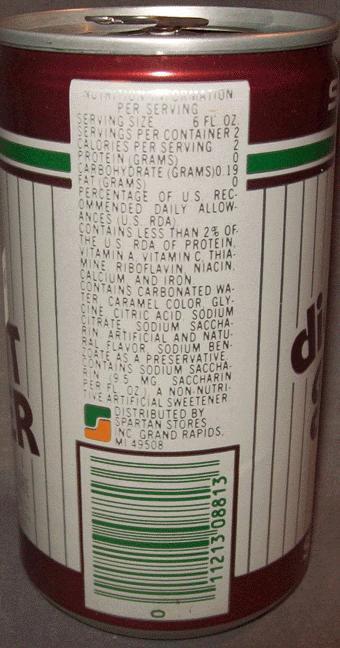 NUTRITION INFORMATION
PER SERVING
SERVING SIZE 6 FL. OZ.
SERVINGS PER CONTAINER 2
CALORIES PER SERVING 2
PROTEIN (GRAMS) 0
CARBOHYDRATE (GRAMS) 0.19
FAT (GRAMS) 0
PERCENTAGE OF U.S. REC-
OMMENDED DAILY ALLOW-
ANCES (U.S. RDA)
CONTAINS LESS THAN 2% OF
THE U.S. RDA OF PROTEIN,
VITAMIN A, VITAMIN C, THIA-
MINE, RIBOFLAVIN, NIACIN,
CALCIUM, AND IRON.
CONTAINS CARBONATED WA-
TER, CARAMEL COLOR, GLY-
CINE, CITRIC ACID, SODIUM
CITRATE, SODIUM SACCHA-
RIN, ARTIFICIAL AND NATU-
RAL FLAVOR, SODIUM BEN-
ZOATE AS A PRESERVATIVE.
CONTAINS SODIUM SACCHA-
RIN (9.5 MG. SACCHARIN
PER FL. OZ.), A NON-NUTRI-
TIVE ARTIFICIAL SWEETENER
DISTRIBUTED BY
SPARTAN STORES
INC. GRAND RAPIDS,
MI 49508
11213 08813
0
T
R
S
di